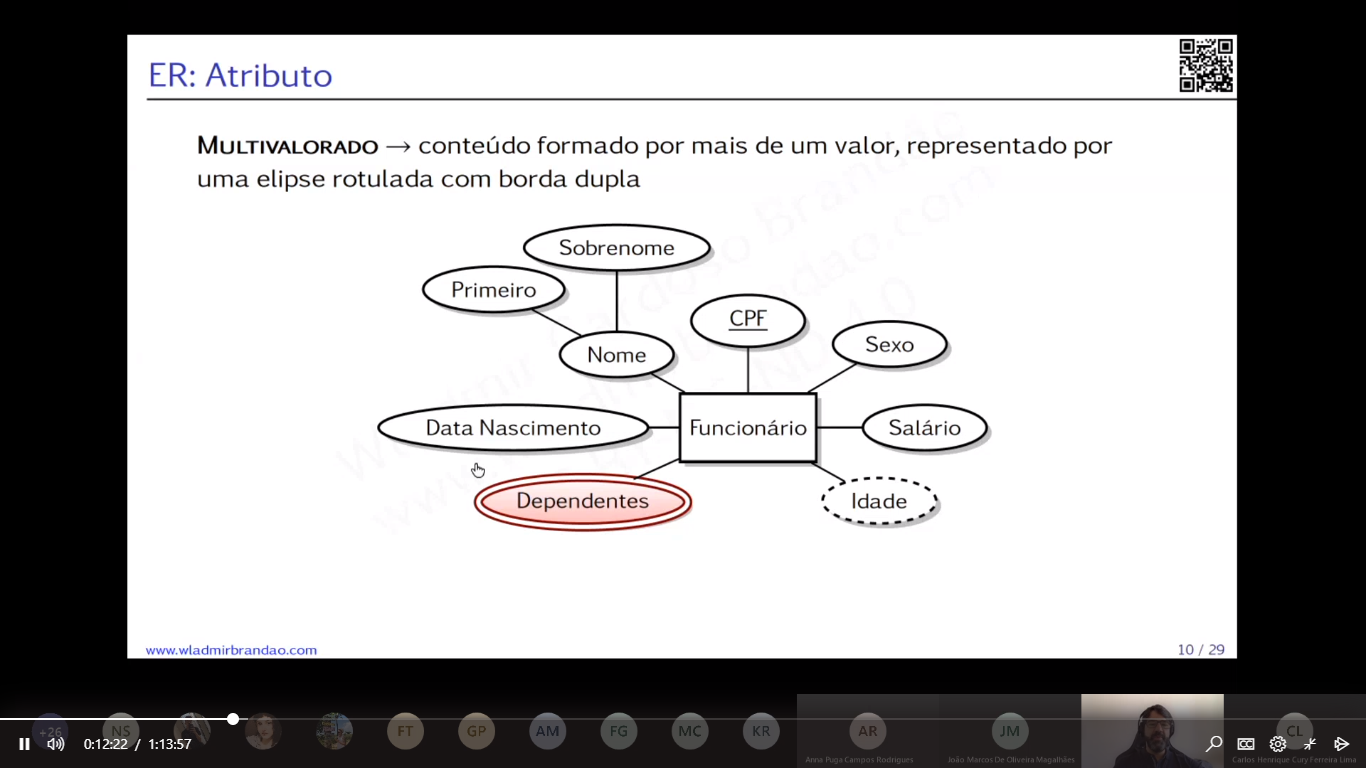 ER: Atributo
MULTIVALORADO → conteúdo formado por mais de um valor, representado por
uma elipse rotulada com borda dupla
Sobrenome
Primeiro
CPF
Nome
Sexo
Data Nascimento
Funcionário
Salário
Dependentes
Idade
www.wladmirbrandao.com
10 / 29
+26
NS
FT
GP
AM
FG
MC
KR
AR
JM
CL
0:12:22 / 1:13:57
CC
Anna Puga Campos Rodrigues
João Marcos De Oliveira Magalhães
Carlos Henrique Cury Ferreira Lima